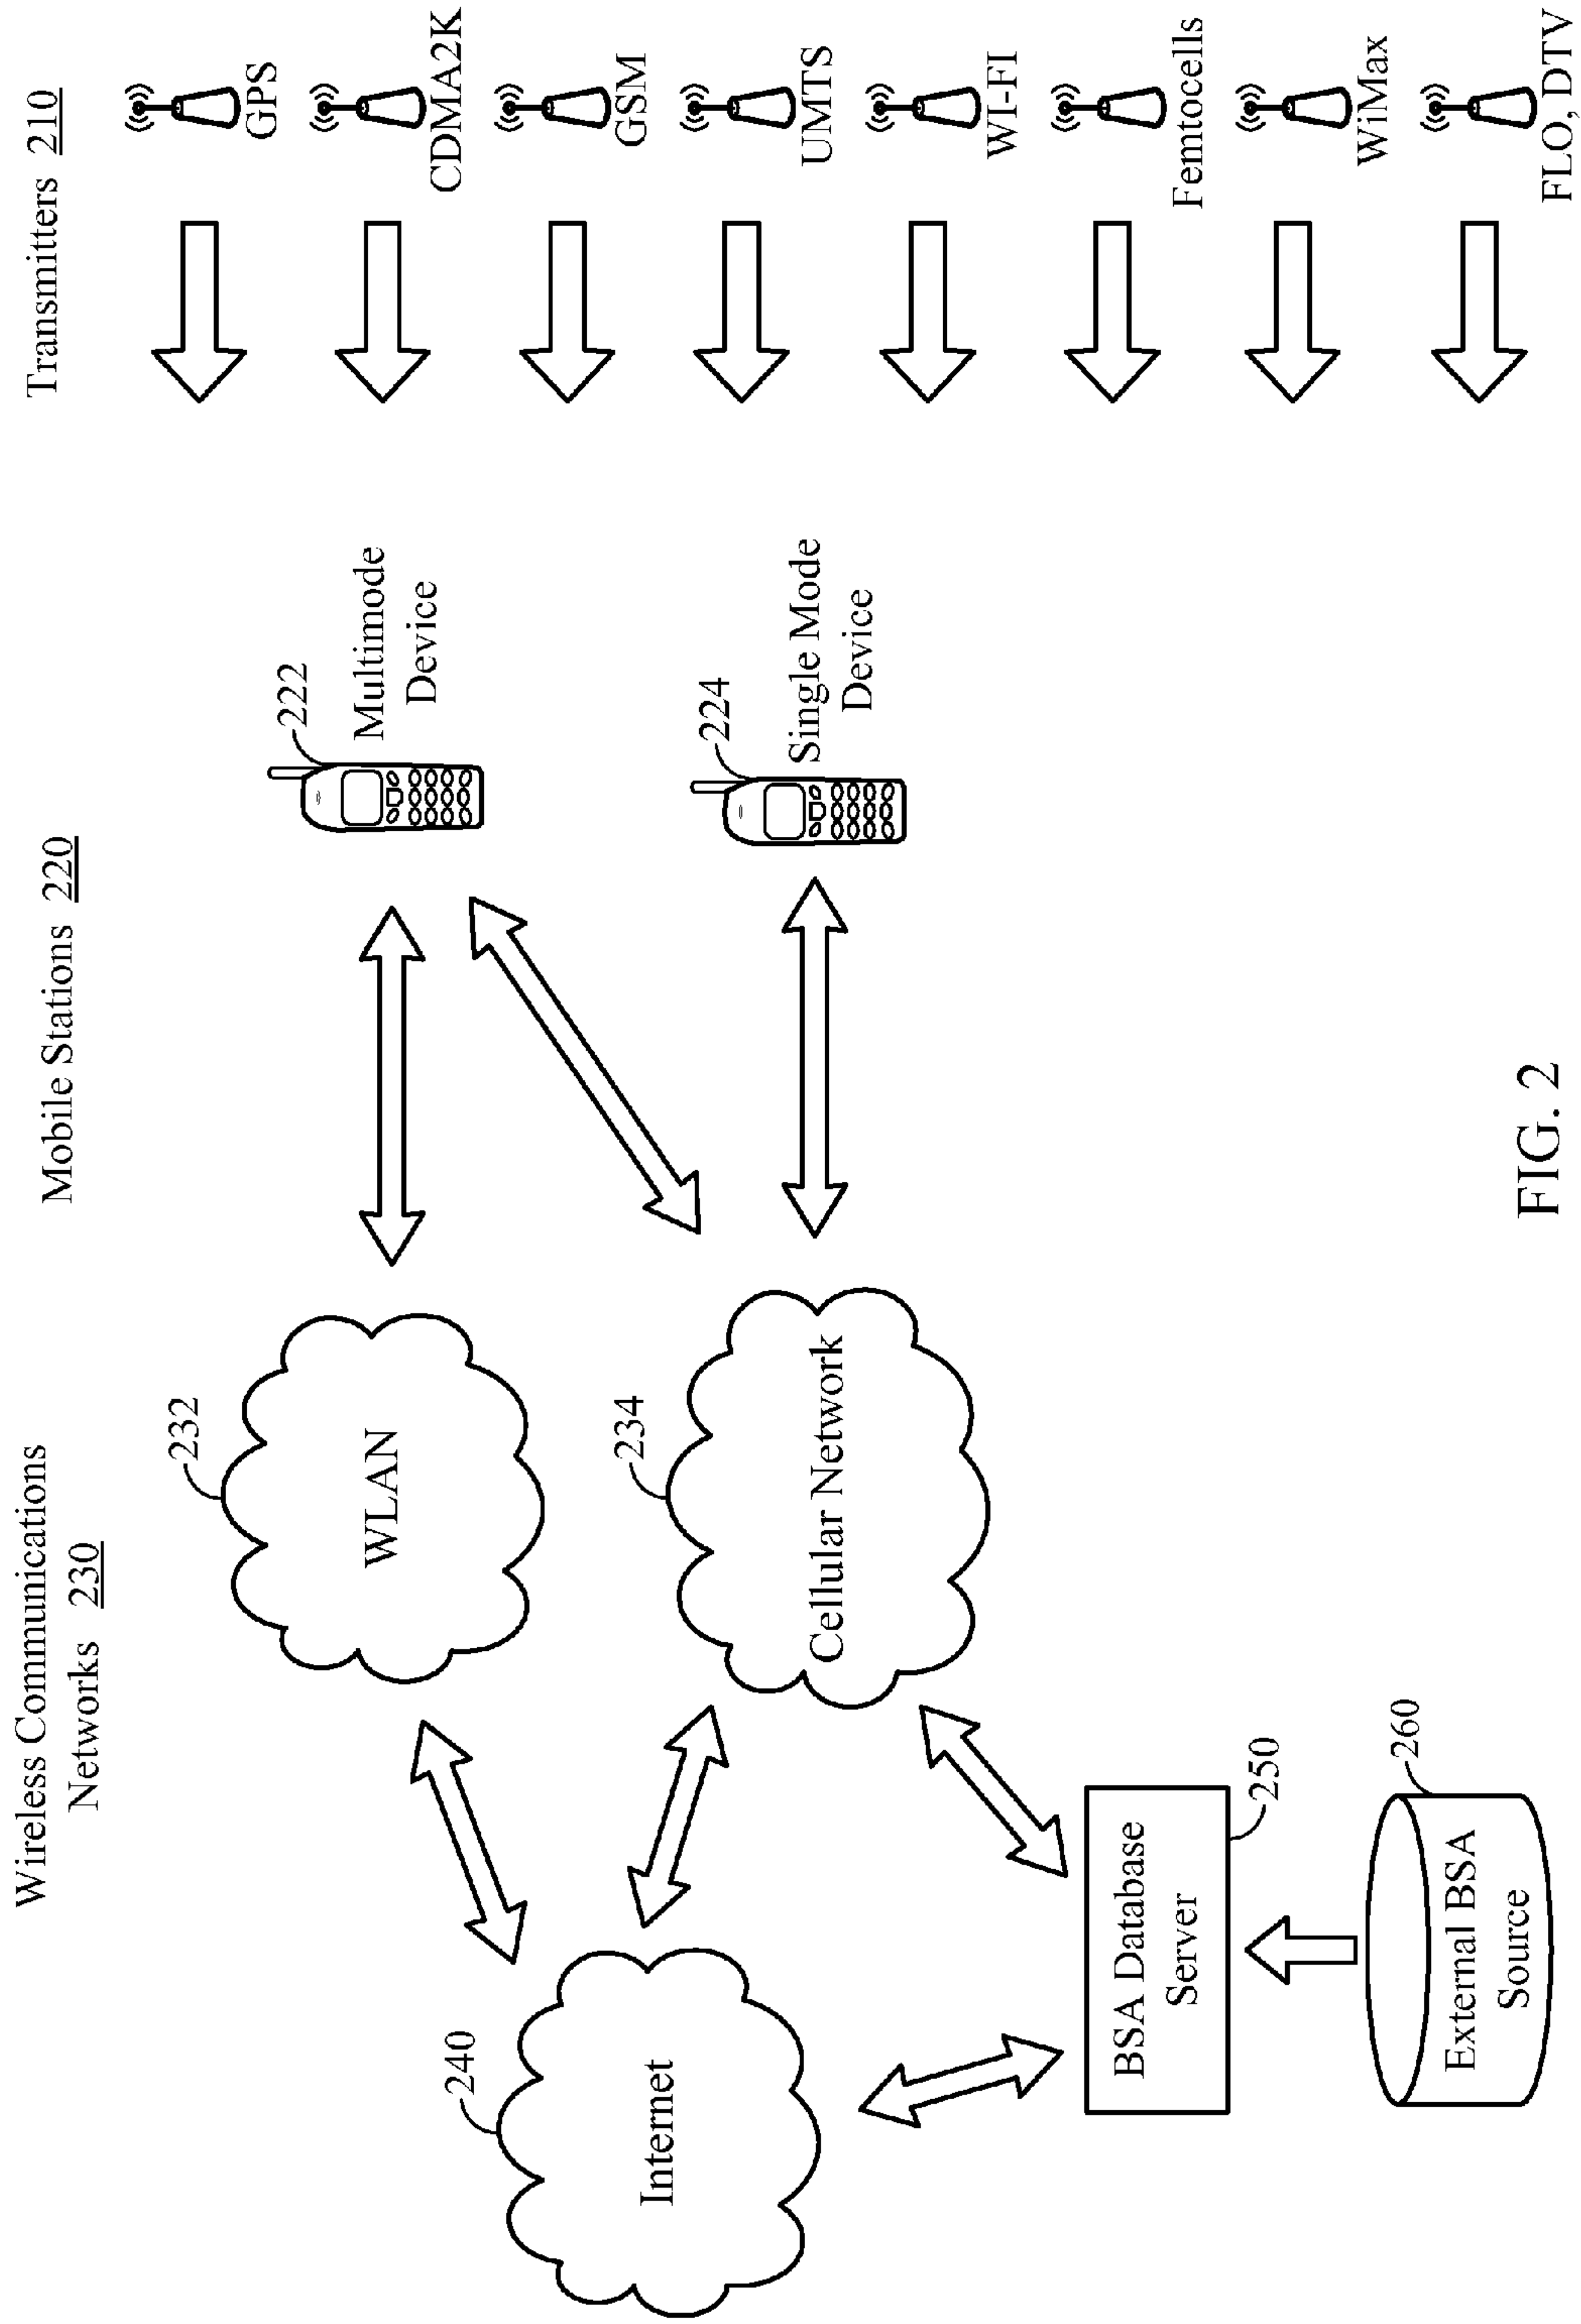 Wireless Communications
Networks 230
Mobile Stations 220
Transmitters 210
232
WLAN
222
Multimode
Device
GPS
CDMA2K
234
Cellular Network
224
Single Mode
Device
GSM
UMTS
240
Internet
WI-FI
Femtocells
BSA Database
Server
250
WiMax
External BSA
Source
260
FLO, DTV
FIG. 2